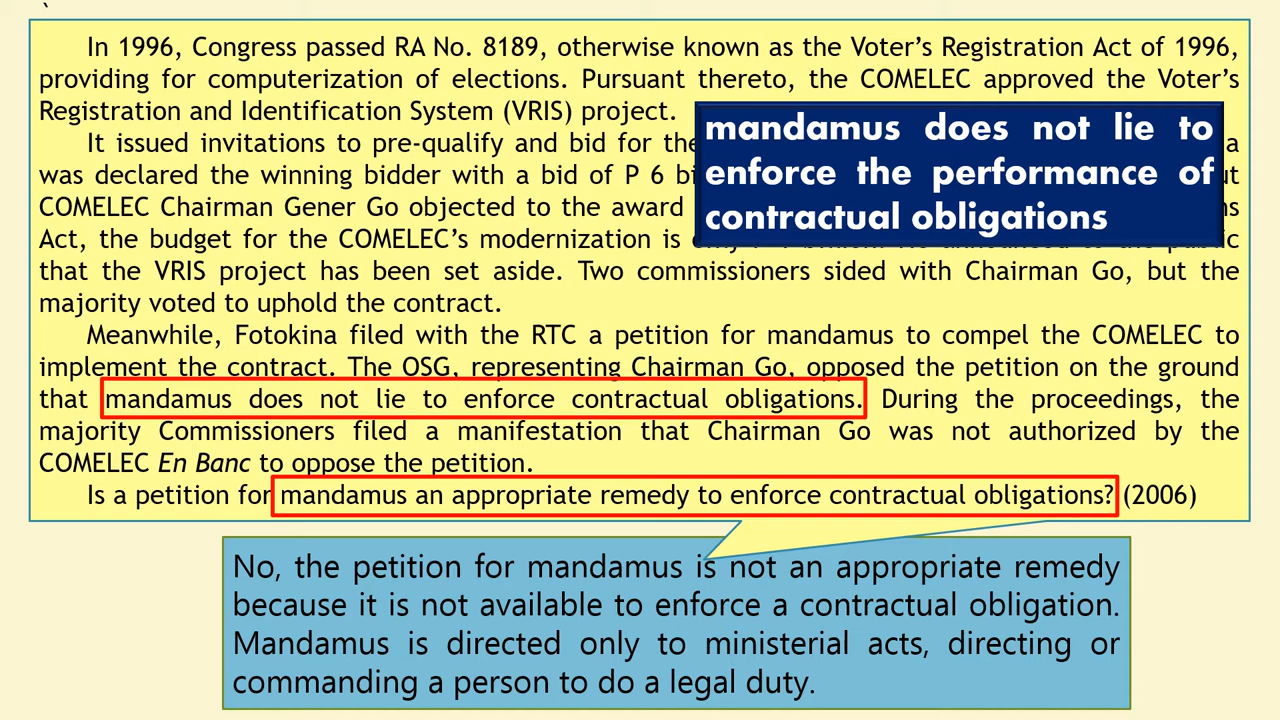 `
In 1996, Congress passed RA No. 8189, otherwise known as the Voter’s Registration Act of 1996,
providing for computerization of elections. Pursuant thereto, the COMELEC approved the Voter’s
Registration and Identification System (VRIS) project.
It issued invitations to pre-qualify and bid for the
was declared the winning bidder with a bid of P 6
COMELEC Chairman Gener Go objected to the award
Act, the budget for the COMELEC’s modernization is
that the VRIS project has been set aside. Two commissioners sided with Chairman Go, but the
majority voted to uphold the contract.
mandamus does not lie to
enforce the performance of
contractual obligations
Meanwhile, Fotokina filed with the RTC a petition for mandamus to compel the COMELEC to
implement the contract. The OSG, representing Chairman Go, opposed the petition on the ground
that mandamus does not lie to enforce contractual obligations. During the proceedings, the
majority Commissioners filed a manifestation that Chairman Go was not authorized by the
COMELEC En Banc to oppose the petition.
Is a petition for mandamus an appropriate remedy to enforce contractual obligations? (2006)
No, the petition for mandamus is not an appropriate remedy
because it is not available to enforce a contractual obligation.
Mandamus is directed only to ministerial acts, directing or
commanding a person to do a legal duty.